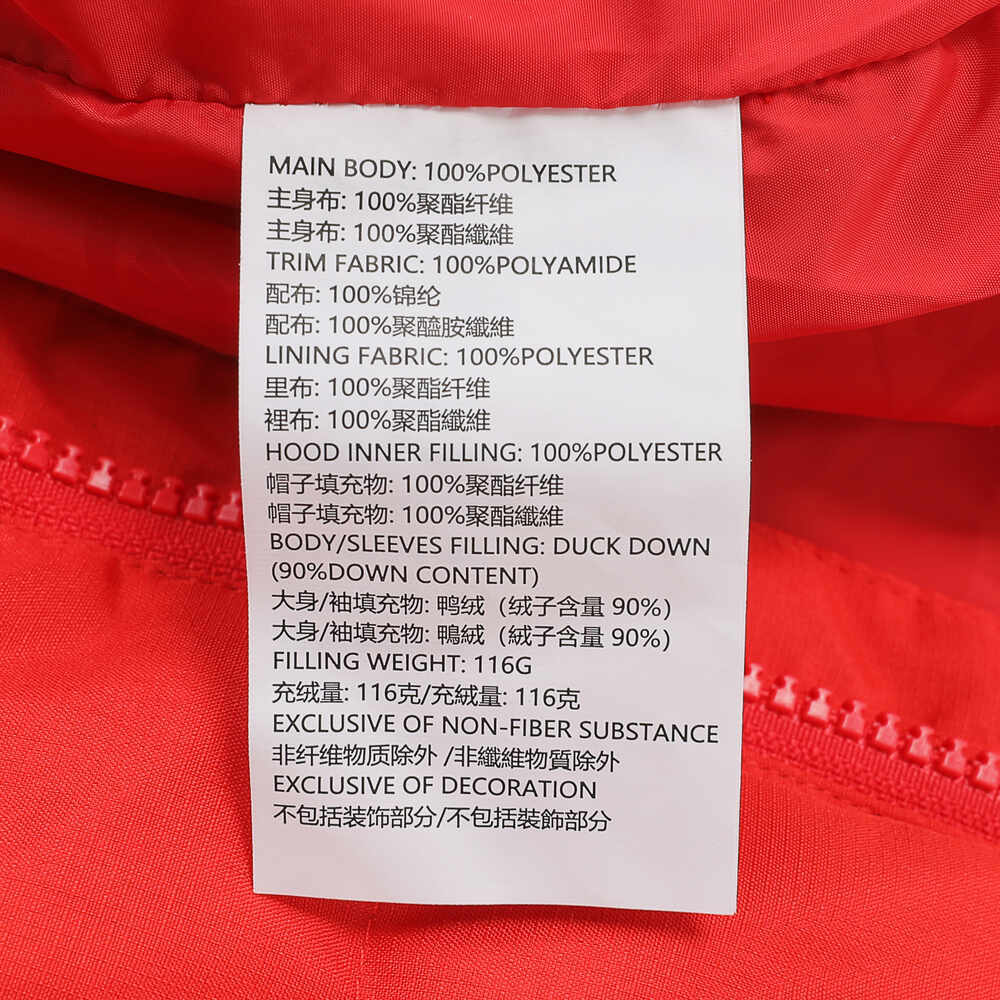 MAIN BODY: 100%POLYESTER
主身布: 100%聚酯纤维
主身布: 100%聚酯纖維
TRIM FABRIC: 100%POLYAMIDE
配布: 100%锦纶
配布: 100%聚醯胺纖維
LINING FABRIC: 100%POLYESTER
里布: 100%聚酯纤维
裡布: 100%聚酯纖維
HOOD INNER FILLING: 100%POLYESTER
帽子填充物: 100%聚酯纤维
帽子填充物: 100%聚酯纖維
BODY/SLEEVES FILLING: DUCK DOWN
(90%DOWN CONTENT)
大身/袖填充物: 鸭绒（绒子含量 90%)
大身/袖填充物: 鴨絨（絨子含量 90%)
FILLING WEIGHT: 116G
充绒量: 116克/充絨量: 116克
EXCLUSIVE OF NON-FIBER SUBSTANCE
非纤维物质除外 /非纖維物質除外
EXCLUSIVE OF DECORATION
不包括装饰部分/不包括裝飾部分